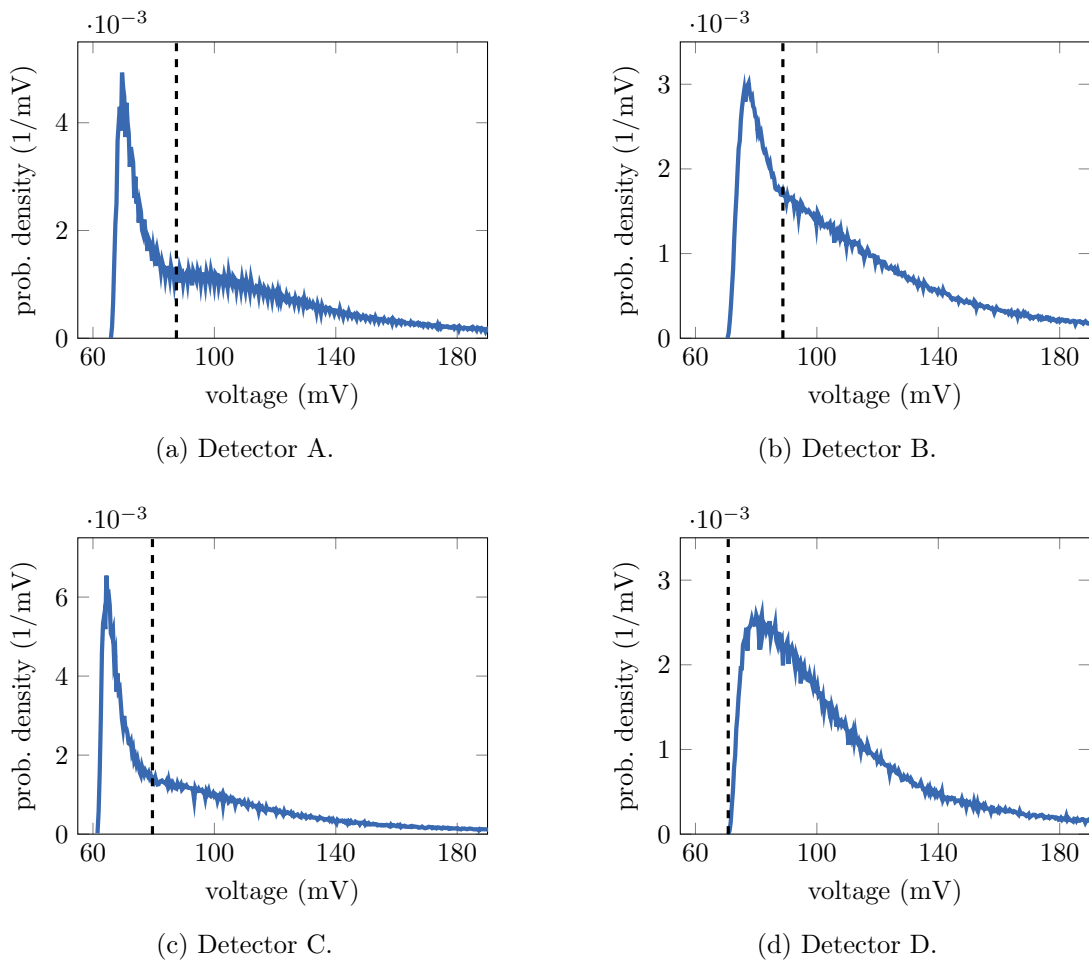 ·10⁻³
prob. density (1/mV)
4
2
0
60 100 140 180
voltage (mV)
(a) Detector A.
·10⁻³
prob. density (1/mV)
3
2
1
0
60 100 140 180
voltage (mV)
(b) Detector B.
·10⁻³
prob. density (1/mV)
6
4
2
0
60 100 140 180
voltage (mV)
(c) Detector C.
·10⁻³
prob. density (1/mV)
3
2
1
0
60 100 140 180
voltage (mV)
(d) Detector D.